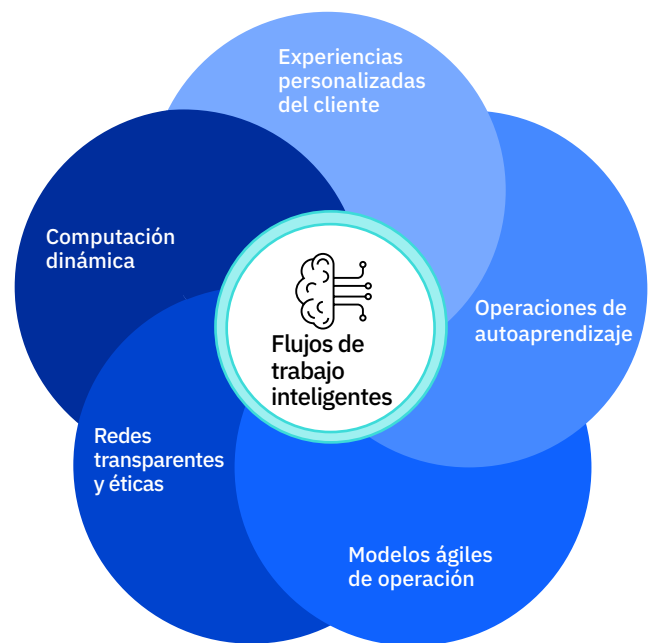 Experiencias
personalizadas
del cliente
Computación
dinámica
Operaciones de
autoaprendizaje
Flujos de
trabajo
inteligentes
Redes
transparentes
y éticas
Modelos ágiles
de operación